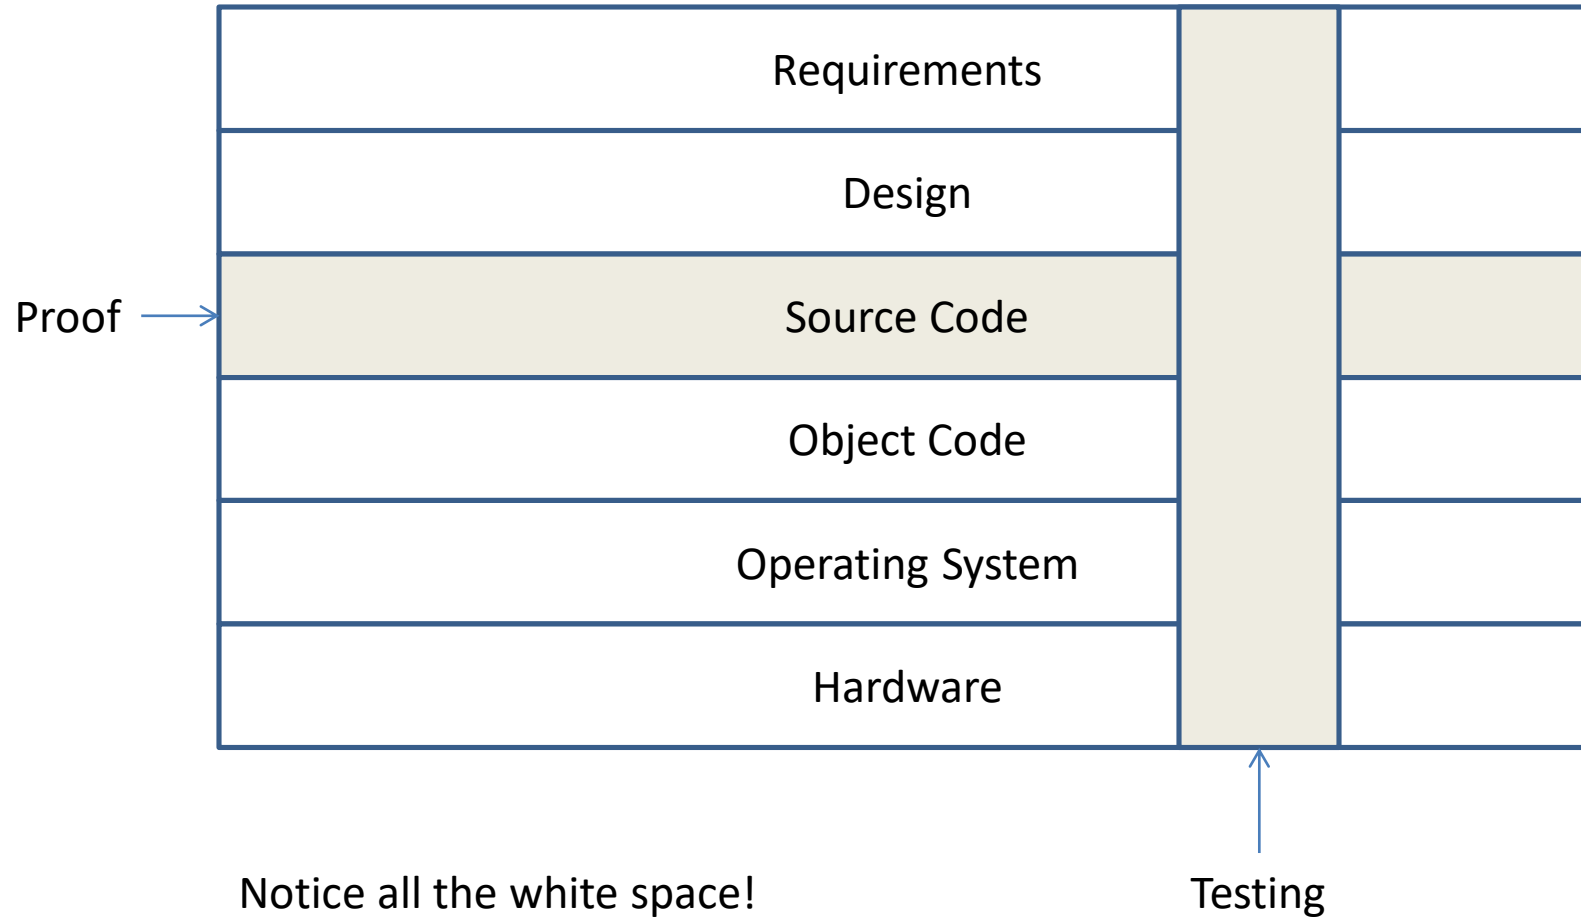 Requirements
Design
Proof
Source Code
Object Code
Operating System
Hardware
Notice all the white space!
Testing